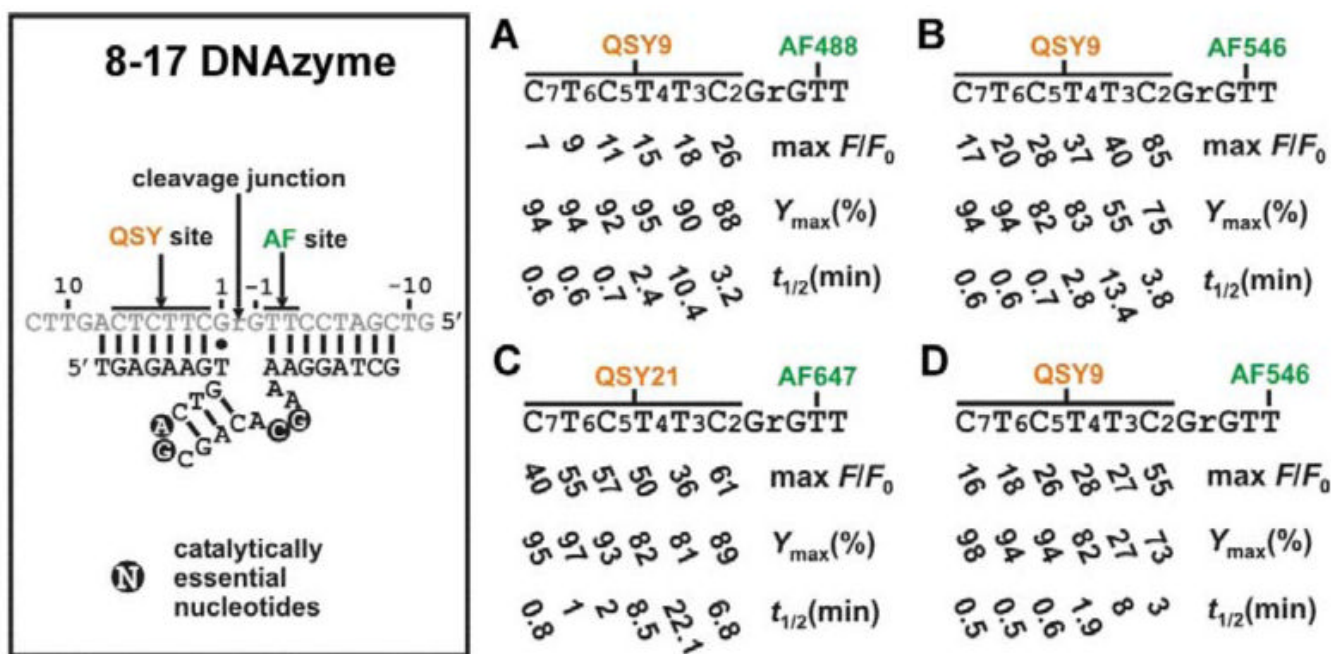 8-17 DNAzyme
cleavage junction
QSY site
AF site
10 1 -1 -10
CTTGACTCTTCGrGTTCCTAGCTG 5'
5' TGAGAAGT AAGGATCG
G A
T A
C G
A C
G A
C C
G A
N catalytically
essential
nucleotides
A
QSY9 AF488
C7T6C5T4T3C2GrGTT
7 9 11 15 18 26 max F/F0
94 94 92 95 90 88 Ymax(%)
0.6 0.6 0.7 2.4 10.4 3.2 t1/2(min)
B
QSY9 AF546
C7T6C5T4T3C2GrGTT
17 20 28 37 40 85 max F/F0
94 94 82 83 55 75 Ymax(%)
0.6 0.6 0.7 2.8 13.4 3.8 t1/2(min)
C
QSY21 AF647
C7T6C5T4T3C2GrGTT
40 55 57 50 36 61 max F/F0
95 97 93 82 81 89 Ymax(%)
0.8 1 2 8.5 22.1 6.8 t1/2(min)
D
QSY9 AF546
C7T6C5T4T3C2GrGTT
16 18 26 28 27 55 max F/F0
98 94 94 82 27 73 Ymax(%)
0.5 0.5 0.6 1.9 8 3 t1/2(min)